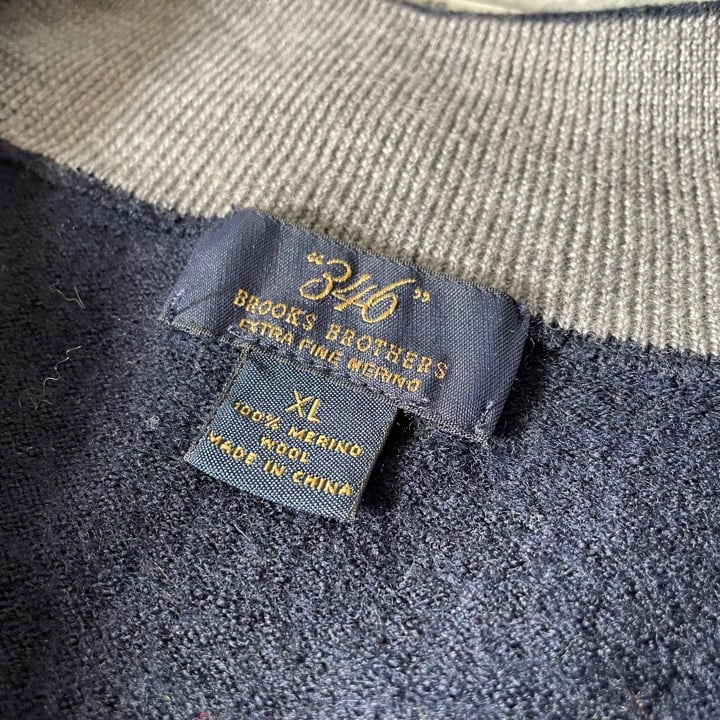 "346"
BROOKS BROTHERS
EXTRA FINE MERINO
XL
100% MERINO
WOOL
MADE IN CHINA